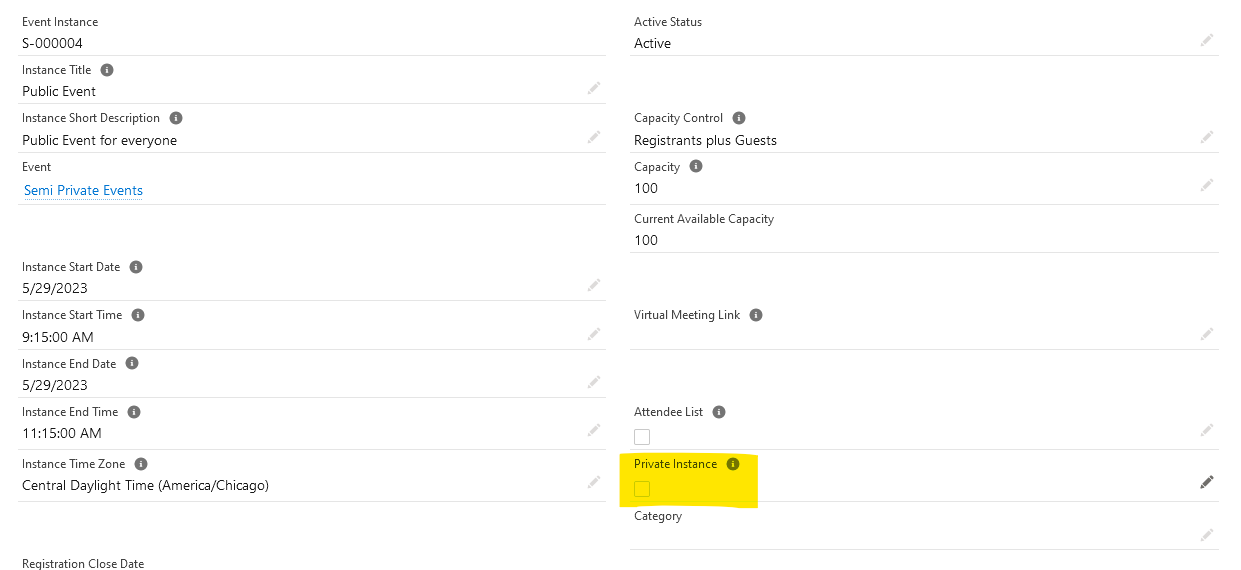 Event Instance
S-000004
Active Status
Active
Instance Title
Public Event
Instance Short Description
Public Event for everyone
Capacity Control
Registrants plus Guests
Event
Semi Private Events
Capacity
100
Current Available Capacity
100
Instance Start Date
5/29/2023
Instance Start Time
9:15:00 AM
Virtual Meeting Link
Instance End Date
5/29/2023
Instance End Time
11:15:00 AM
Attendee List
Instance Time Zone
Central Daylight Time (America/Chicago)
Private Instance
Category
Registration Close Date